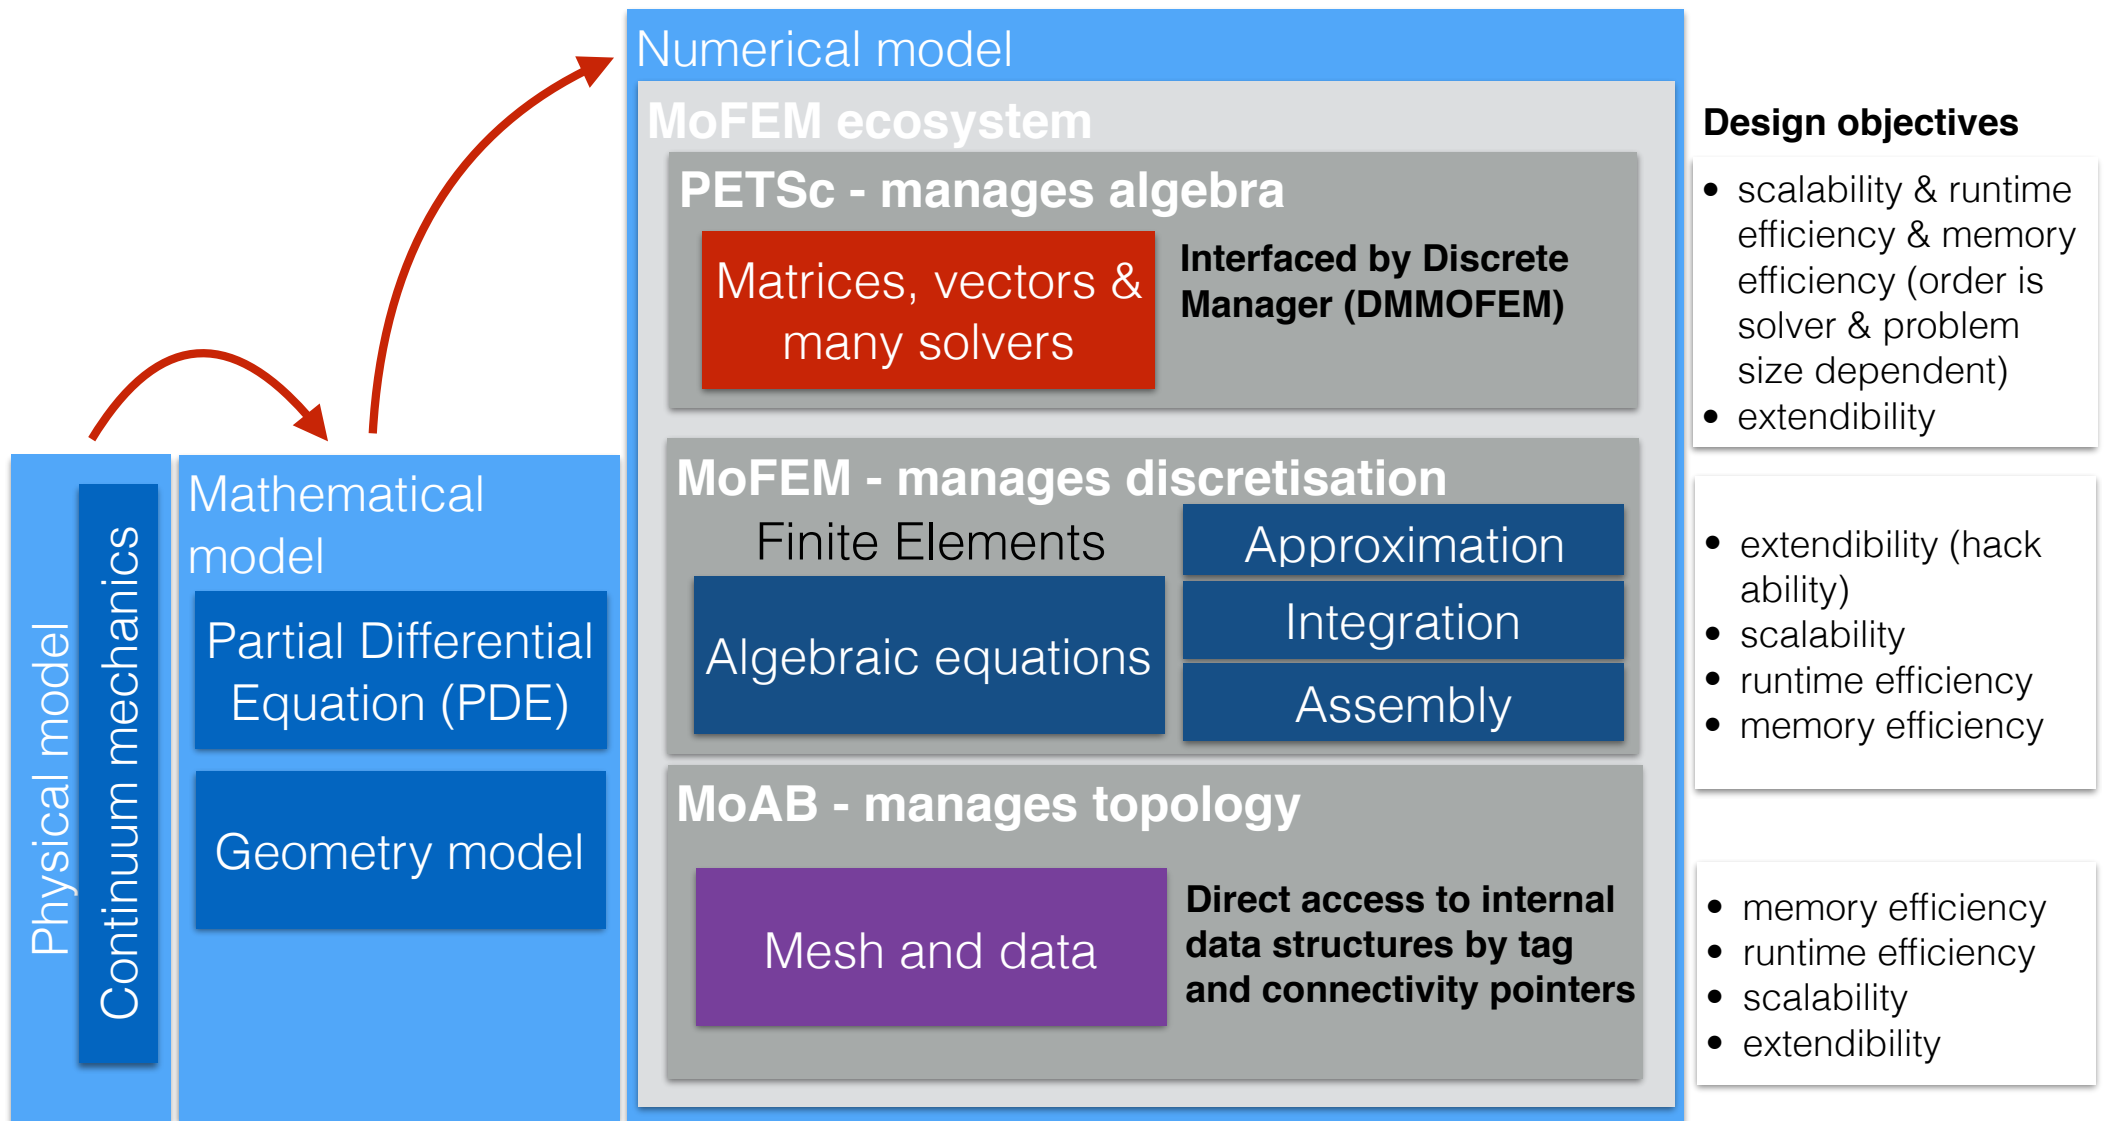 Numerical model
MoFEM ecosystem
PETSc - manages algebra
Matrices, vectors &
many solvers
Interfaced by Discrete
Manager (DMMOFEM)
MoFEM - manages discretisation
Finite Elements
Algebraic equations
Approximation
Integration
Assembly
MoAB - manages topology
Mesh and data
Direct access to internal
data structures by tag
and connectivity pointers
Physical model
Continuum mechanics
Mathematical
model
Partial Differential
Equation (PDE)
Geometry model
Design objectives
• scalability & runtime
efficiency & memory
efficiency (order is
solver & problem
size dependent)
• extendibility
• extendibility (hack
ability)
• scalability
• runtime efficiency
• memory efficiency
• memory efficiency
• runtime efficiency
• scalability
• extendibility